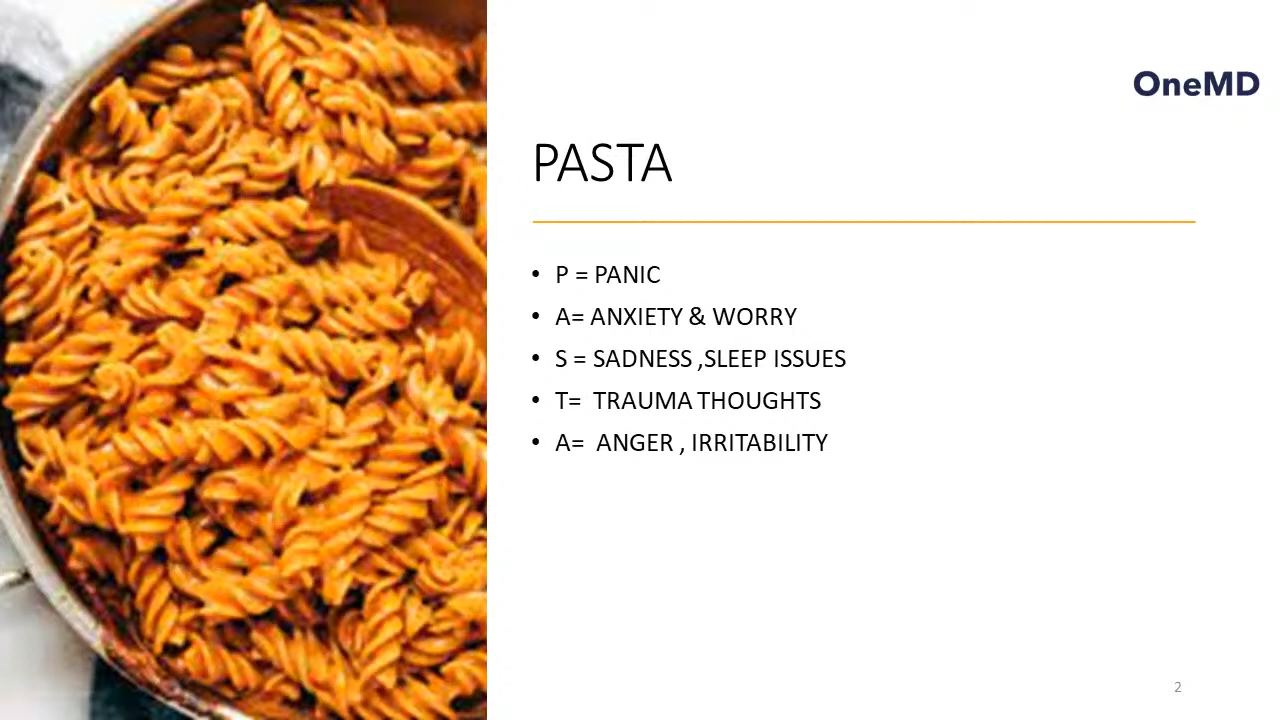 OneMD
PASTA
• P = PANIC
• A= ANXIETY & WORRY
• S = SADNESS ,SLEEP ISSUES
• T=  TRAUMA THOUGHTS
• A=  ANGER , IRRITABILITY
2